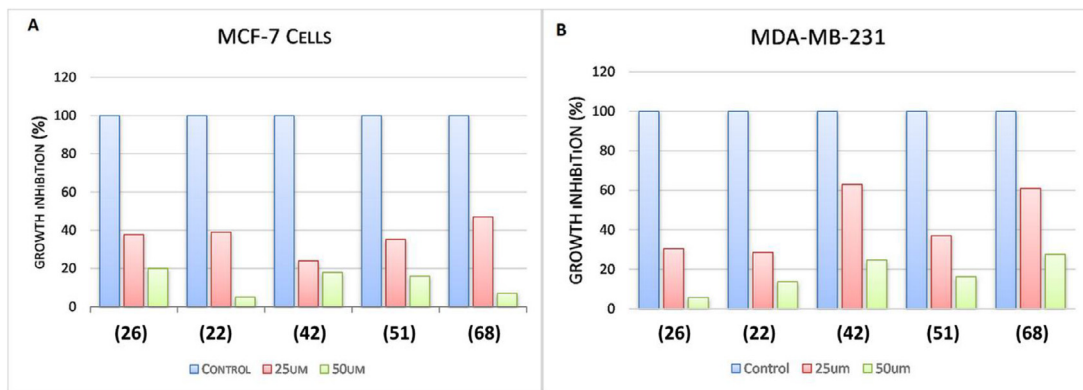 A
MCF-7 CELLS
GROWTH INHIBITION (%)
120
100
80
60
40
20
0
(26) (22) (42) (51) (68)
CONTROL 25UM 50UM
B
MDA-MB-231
GROWTH INHIBITION (%)
120
100
80
60
40
20
0
(26) (22) (42) (51) (68)
Control 25um 50um